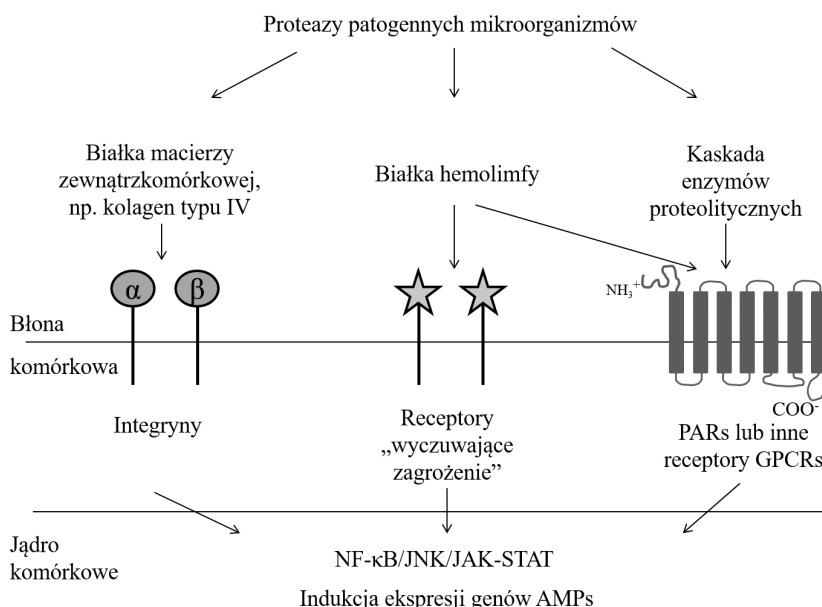 Proteazy patogennych mikroorganizmów
Białka macierzy
zewnątrzkomórkowej,
np. kolagen typu IV
Białka hemolimfy
Kaskada
enzymów
proteolitycznych
α
β
NH₃⁺
Błona
komórkowa
COO⁻
Integryny
Receptory
„wyczuwające
zagrożenie”
PARs lub inne
receptory GPCRs
Jądro
komórkowe
NF-κB/JNK/JAK-STAT
Indukcja ekspresji genów AMPs